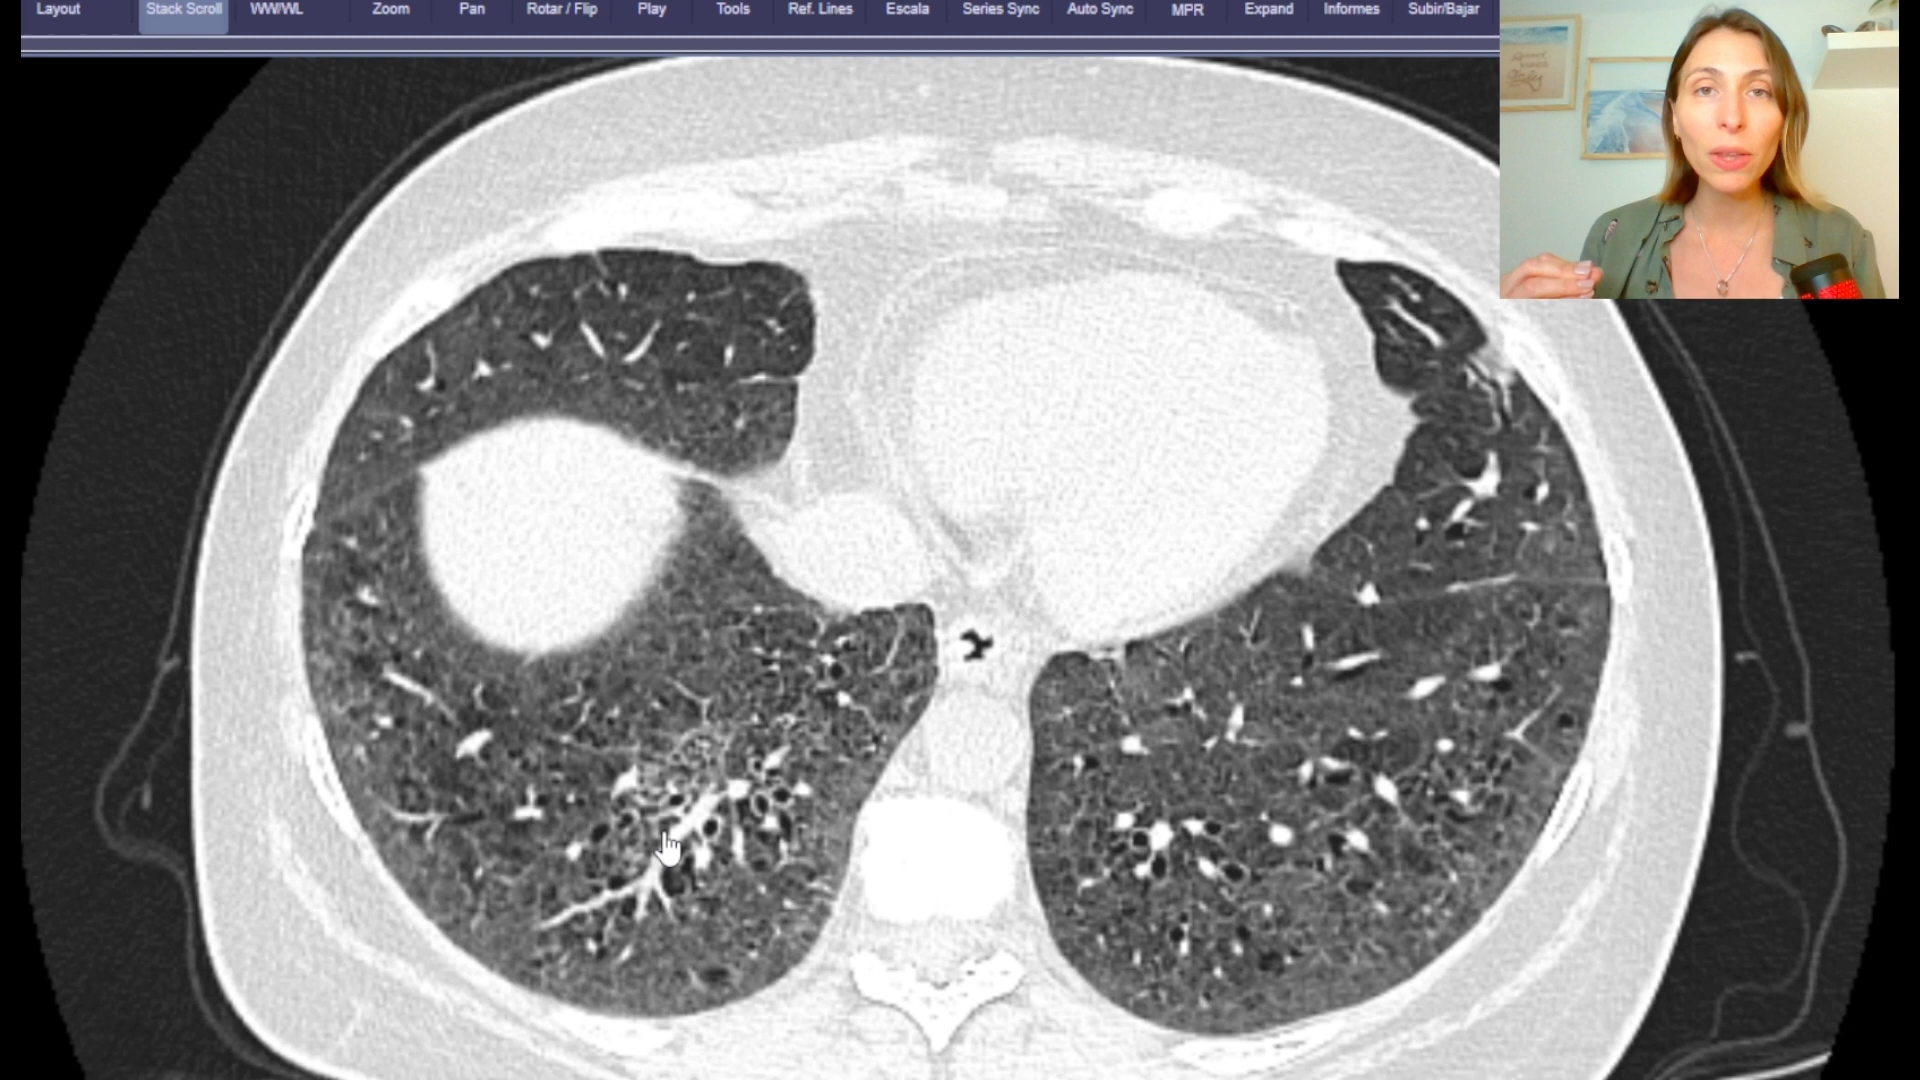 Layout Stack Scroll WW/WL Zoom Pan Rotar / Flip Play Tools Ref. Lines Escala Series Sync Auto Sync MPR Expand Informes Subir/Bajar